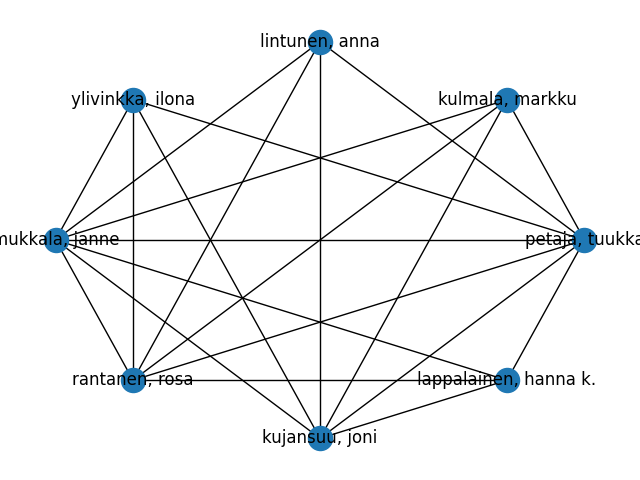 lintunen, anna
ylivinkka, ilona
kulmala, markku
mukkala, janne
petaja, tuukka
rantanen, rosa
lappalainen, hanna k.
kujansuu, joni